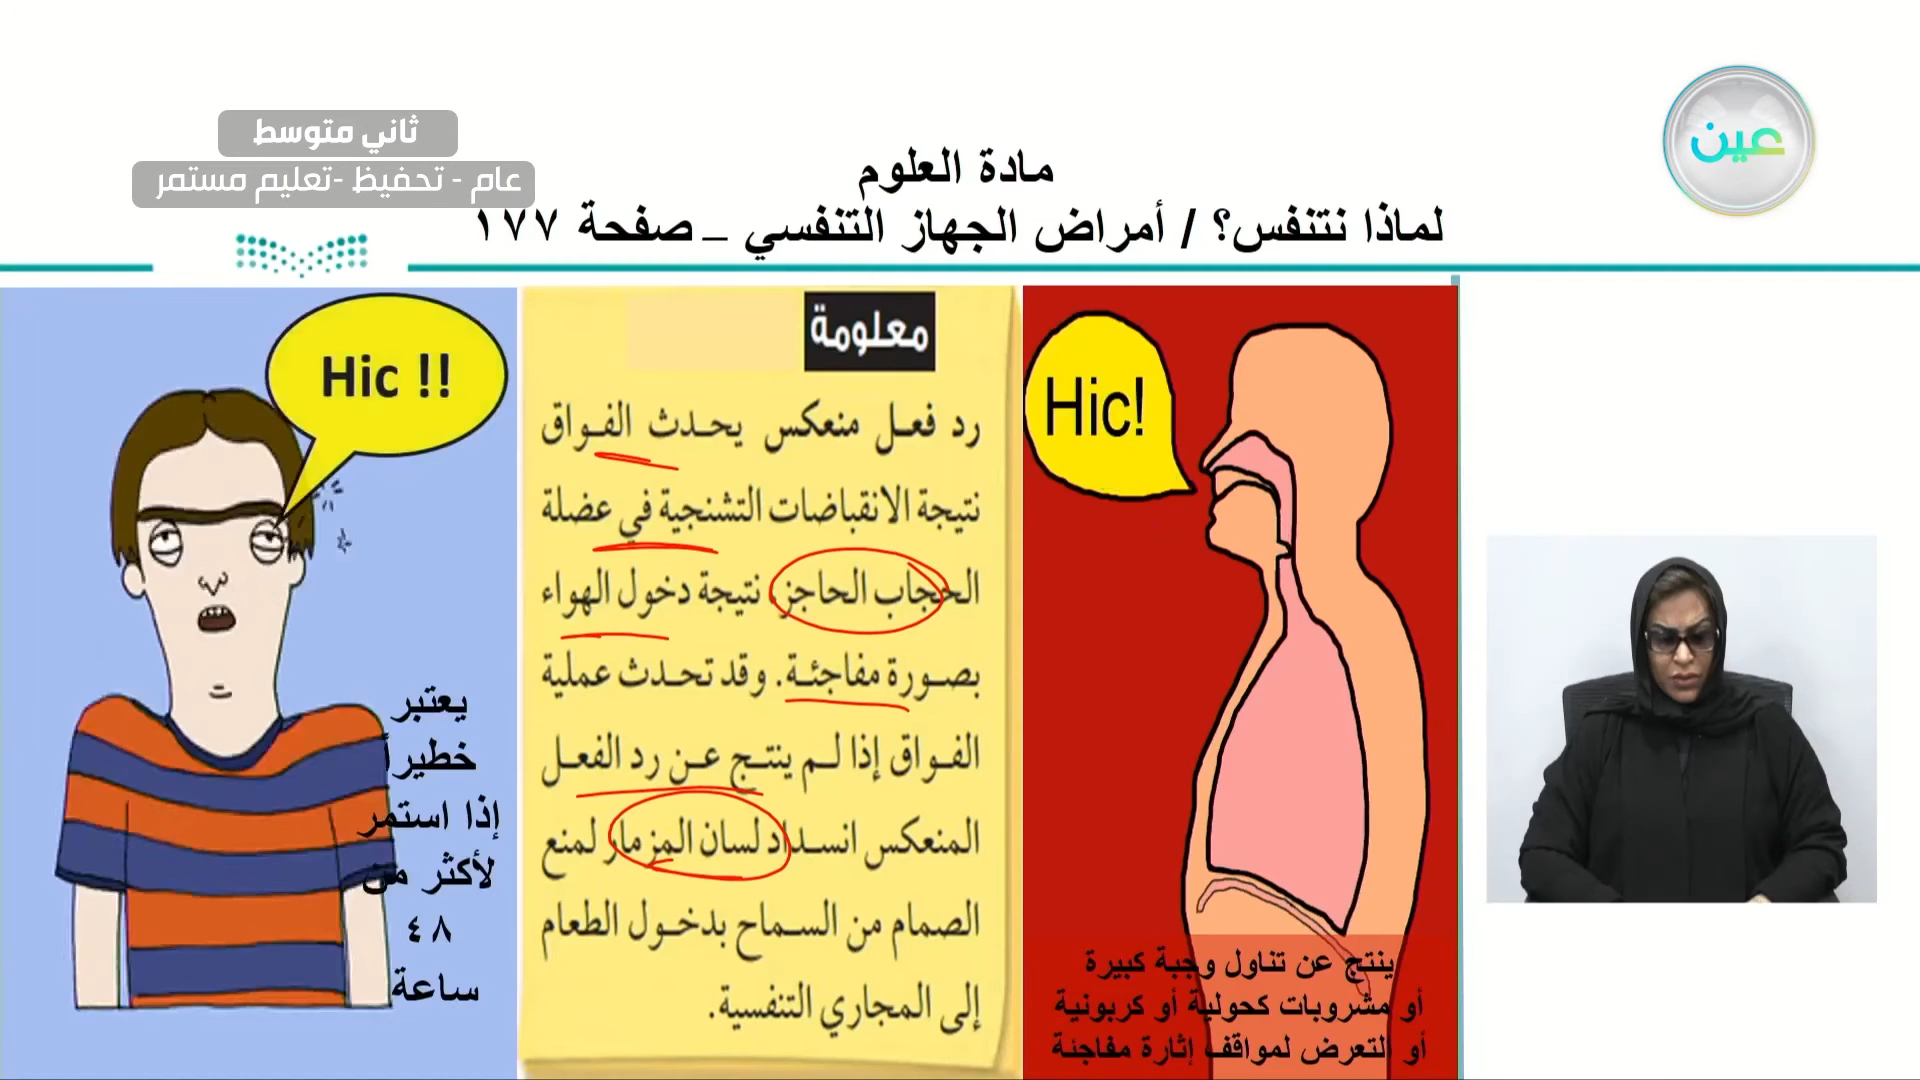 ثاني متوسط
عام - تحفيظ -تعليم مستمر
عين
مادة العلوم
لماذا نتنفس؟ / أمراض الجهاز التنفسي – صفحة ١٧٧
Hic!
ينتج عن تناول وجبة كبيرة
أو مشروبات كحولية أو كربونية
أو التعرض لمواقف إثارة مفاجئة
معلومة
رد فعل منعكس يحدث الفواق
نتيجة الانقباضات التشنجية في عضلة
الحجاب الحاجز نتيجة دخول الهواء
بصورة مفاجئة. وقد تحدث عملية
الفواق إذا لم ينتج عن رد الفعل
المنعكس انسداد لسان المزمار لمنع
الصمام من السماح بدخول الطعام
إلى المجاري التنفسية.
Hic !!
يعتبر
خطيراً
إذا استمر
لأكثر من
٤٨
ساعة